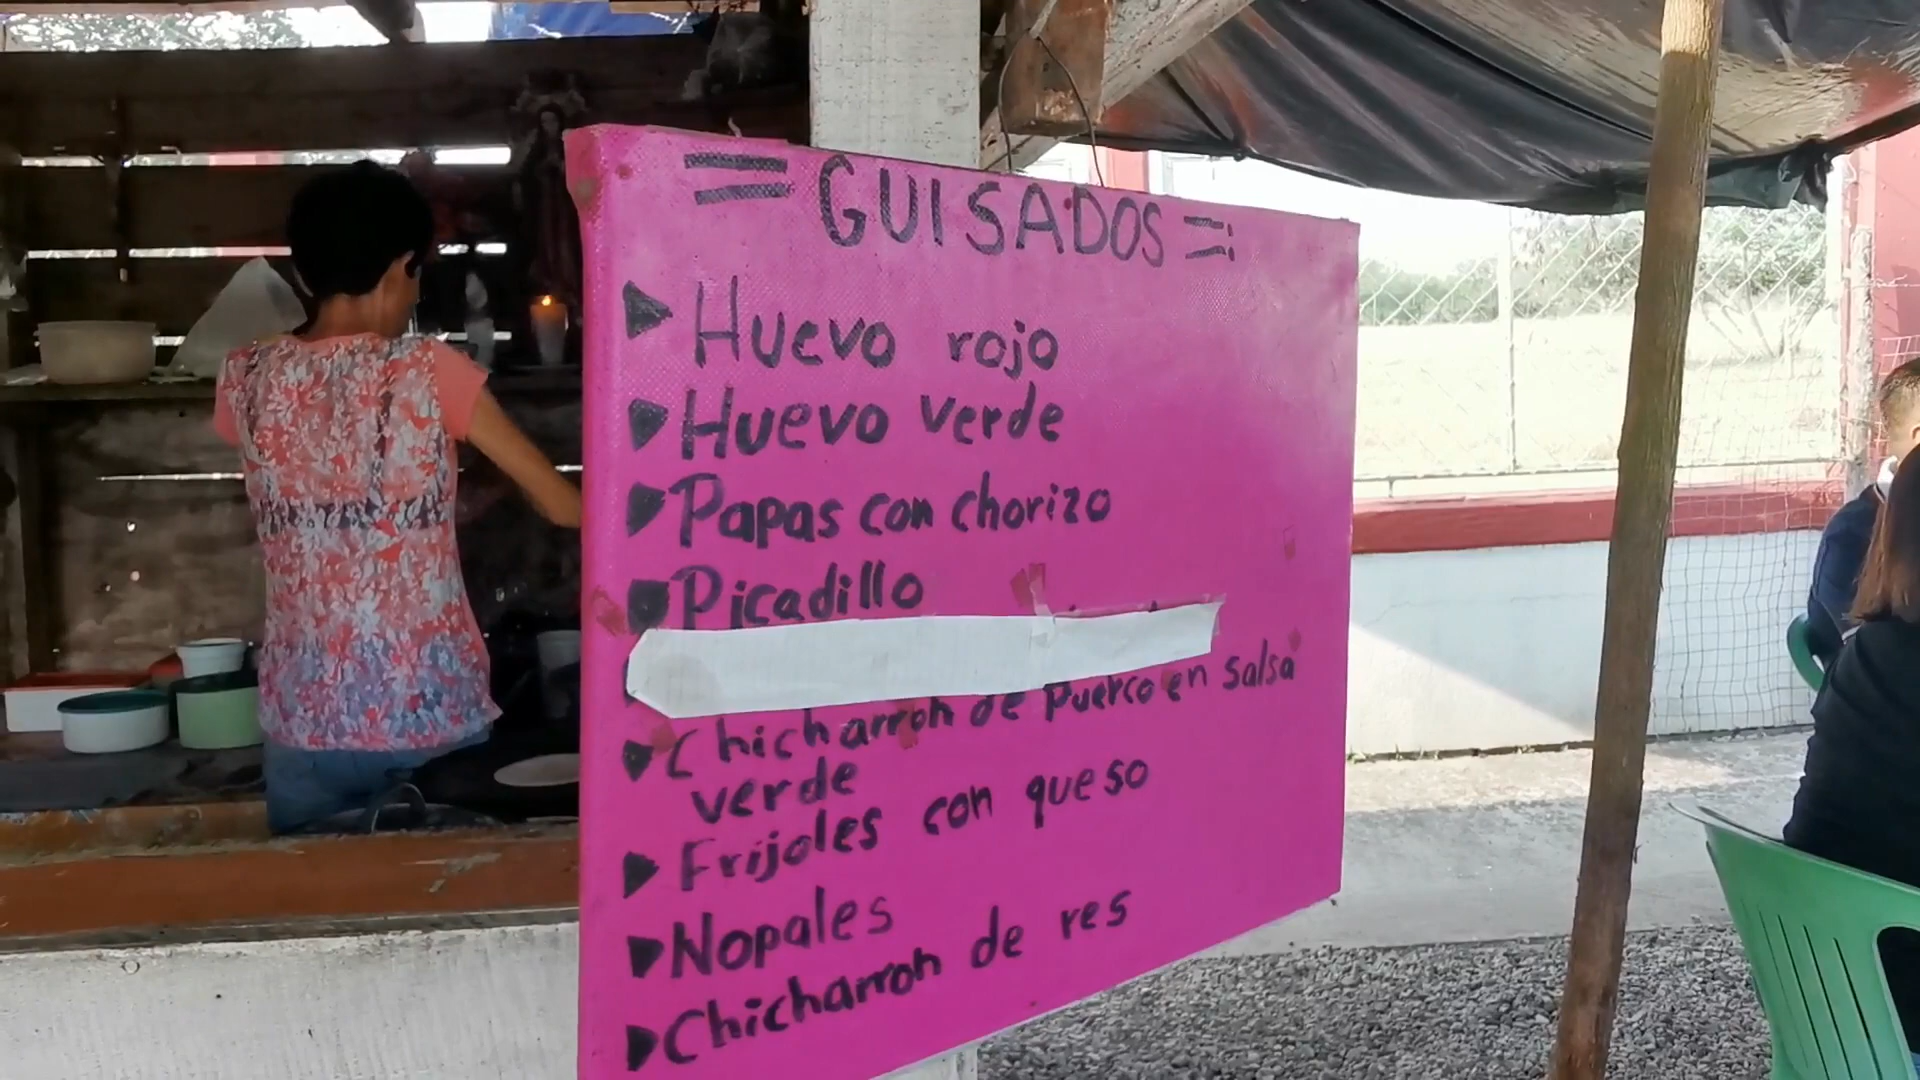 = GUISADOS =
Huevo rojo
Huevo verde
Papas con chorizo
Picadillo
Chicharron de puerco en salsa
verde
Frijoles con queso
Nopales
Chicharron de res